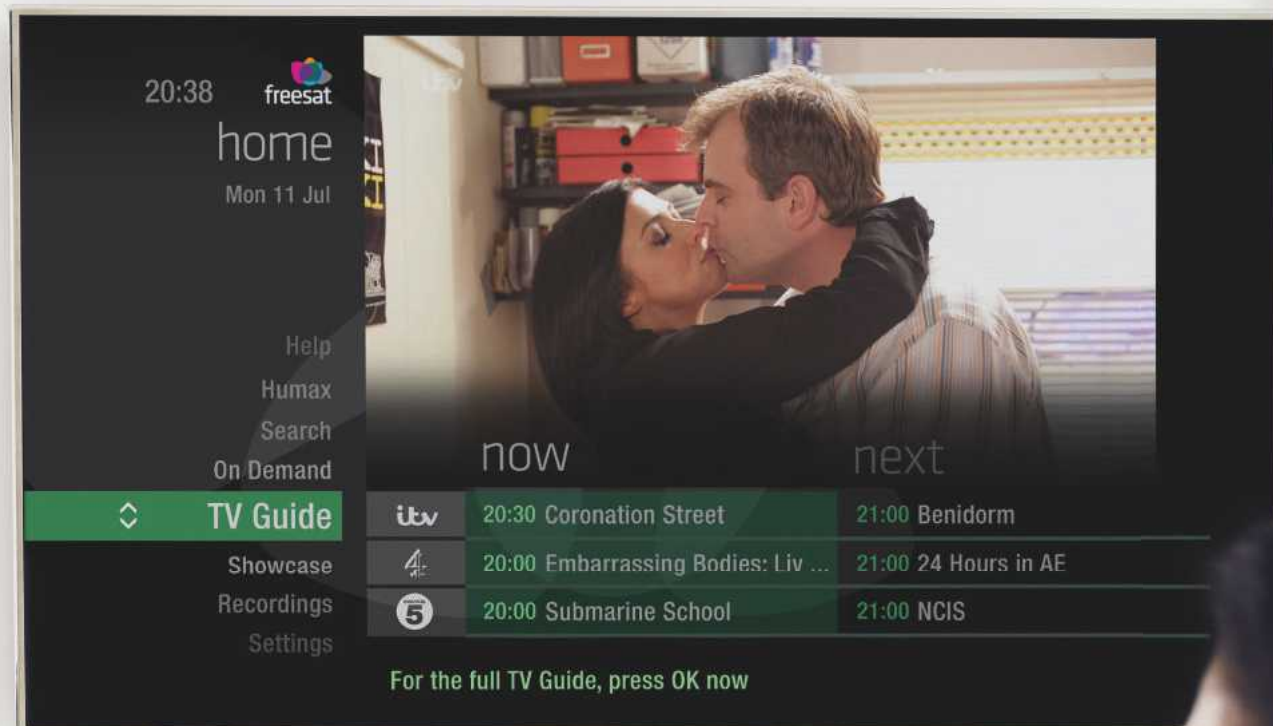 20:38 freesat
home
Mon 11 Jul
Help
Humax
Search
On Demand
TV Guide
Showcase
Recordings
Settings
itv
now next
itv 20:30 Coronation Street 21:00 Benidorm
4 20:00 Embarrassing Bodies: Liv ... 21:00 24 Hours in AE
5 20:00 Submarine School 21:00 NCIS
For the full TV Guide, press OK now